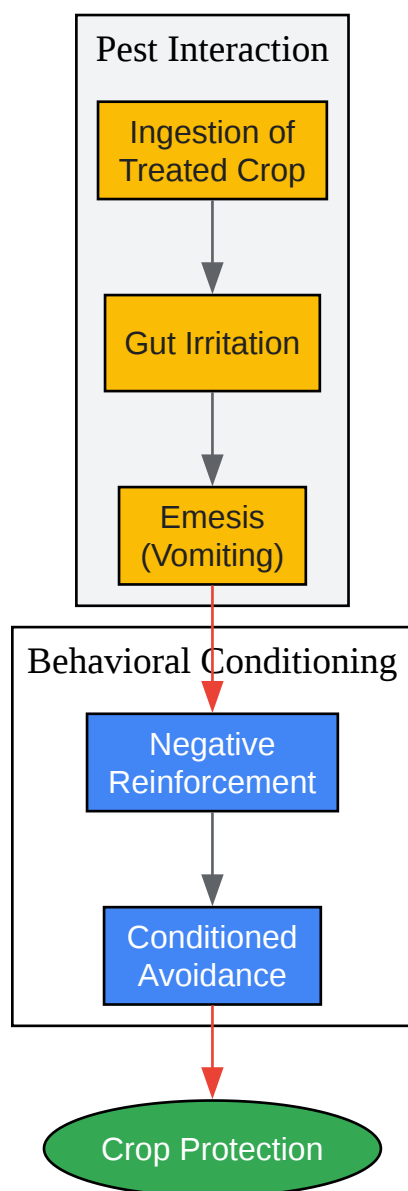 Pest Interaction
Ingestion of
Treated Crop
Gut Irritation
Emesis
(Vomiting)
Behavioral Conditioning
Negative
Reinforcement
Conditioned
Avoidance
Crop Protection